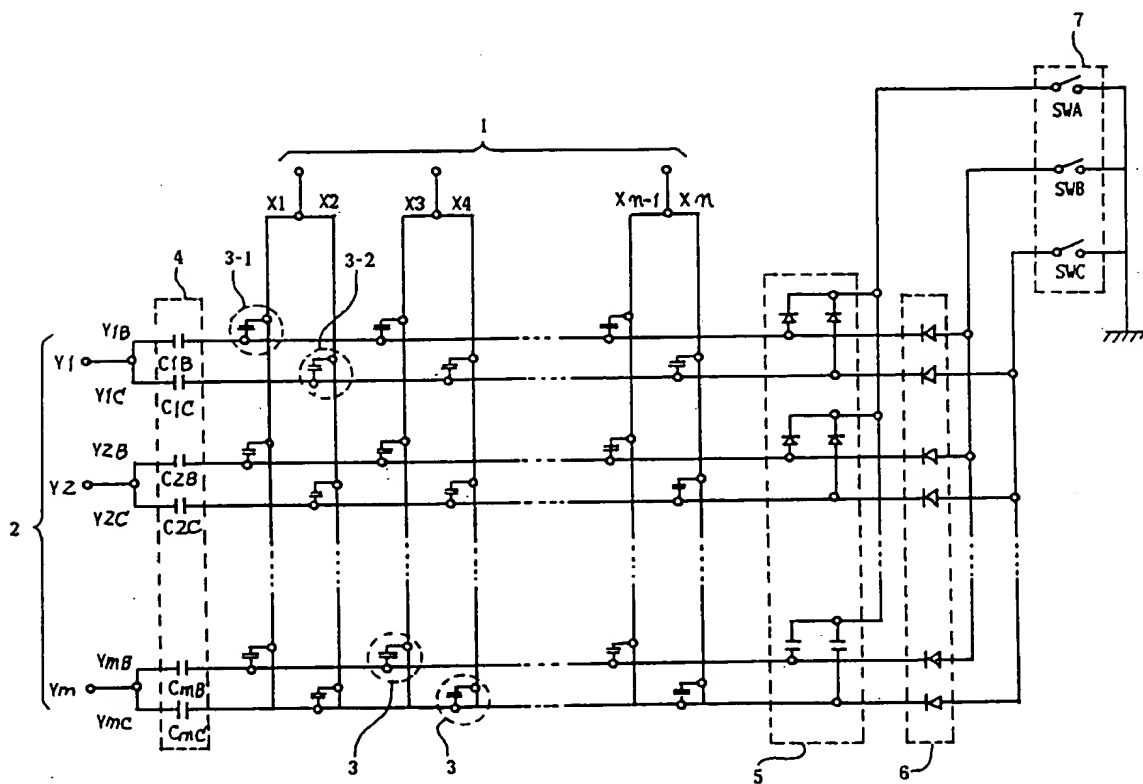 7
SWA
1
SWB
X1 X2 X3 X4 Xn-1 Xn
SWC
4 3-1 3-2
Y1B
Y1 C1B
Y1C C1C
Y2B
Y2 C2B
Y2C C2C
2
YmB
Ym CmB
YmC CmC
3 3 5 6